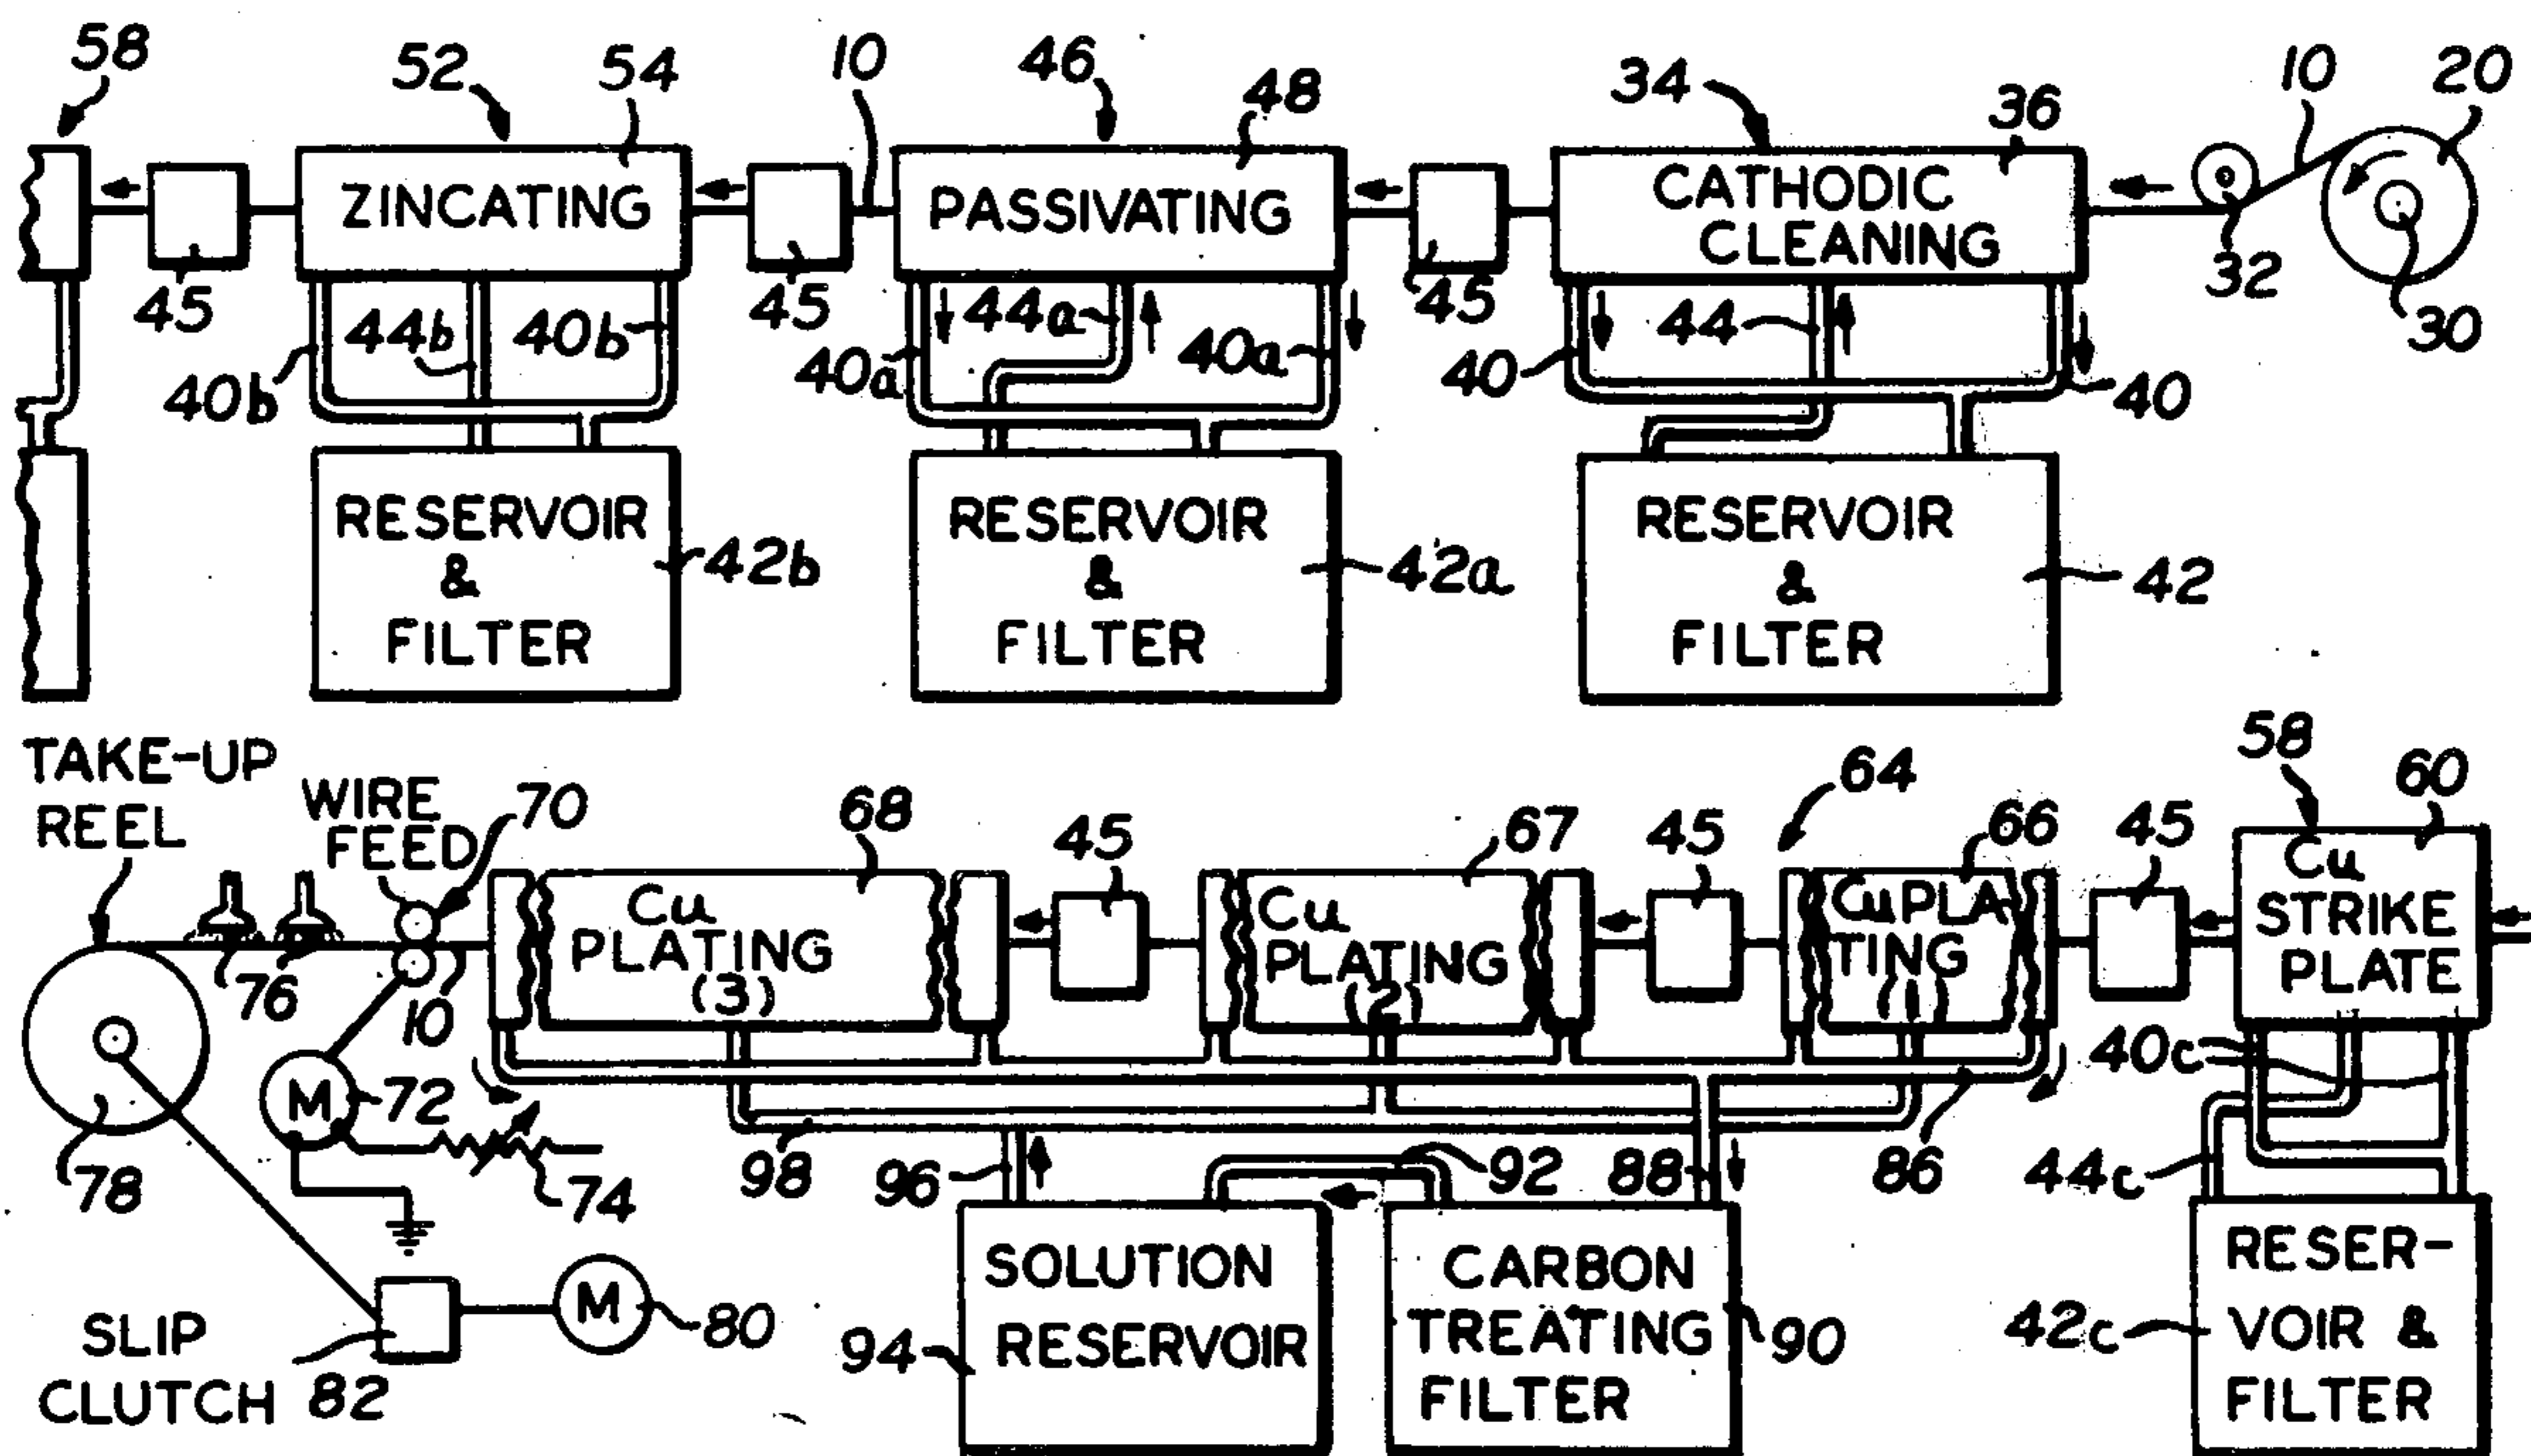 58
52
54
10
46
48
34
36
10
20
ZINCATING
PASSIVATING
CATHODIC
CLEANING
45
45
45
32
30
40b
44b
40b
40a
44a
40a
40
44
40
RESERVOIR
&
FILTER
42b
RESERVOIR
&
FILTER
42a
RESERVOIR
&
FILTER
42
TAKE-UP
REEL
WIRE
FEED
70
68
45
67
45
64
66
45
58
60
Cu
PLATING
(3)
Cu
PLATING
(2)
Cu PLA-
TING
(1)
Cu
STRIKE
PLATE
76
10
78
M
72
74
98
96
92
88
86
40c
44c
SLIP
CLUTCH
82
M
80
94
SOLUTION
RESERVOIR
CARBON
TREATING
FILTER
90
42c
RESER-
VOIR &
FILTER